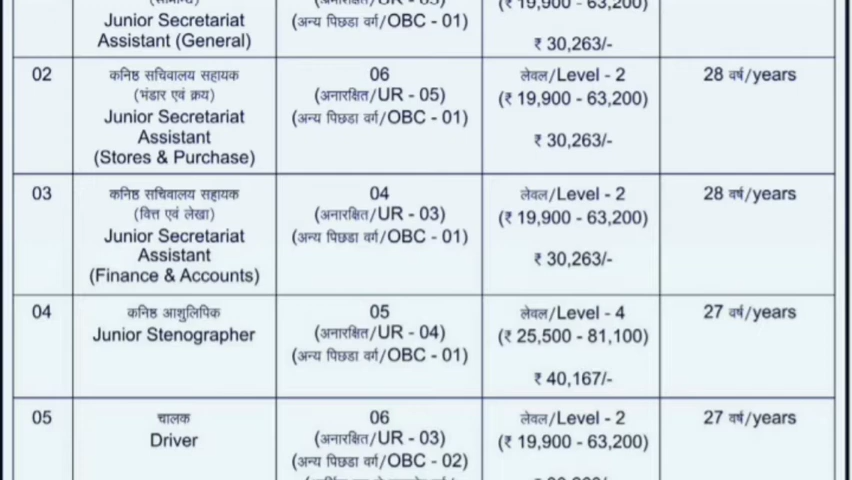 Junior Secretariat
Assistant (General)
(अन्य पिछडा वर्ग/OBC - 01)
(₹ 19,900 - 63,200)
₹ 30,263/-
02
कनिष्ठ सचिवालय सहायक
(भंडार एवं क्रय)
Junior Secretariat
Assistant
(Stores & Purchase)
06
(अनारक्षित/UR - 05)
(अन्य पिछडा वर्ग/OBC - 01)
लेवल/Level - 2
(₹ 19,900 - 63,200)
₹ 30,263/-
28 वर्ष/years
03
कनिष्ठ सचिवालय सहायक
(वित्त एवं लेखा)
Junior Secretariat
Assistant
(Finance & Accounts)
04
(अनारक्षित/UR - 03)
(अन्य पिछडा वर्ग/OBC - 01)
लेवल/Level - 2
(₹ 19,900 - 63,200)
₹ 30,263/-
28 वर्ष/years
04
कनिष्ठ आशुलिपिक
Junior Stenographer
05
(अनारक्षित/UR - 04)
(अन्य पिछडा वर्ग/OBC - 01)
लेवल/Level - 4
(₹ 25,500 - 81,100)
₹ 40,167/-
27 वर्ष/years
05
चालक
Driver
06
(अनारक्षित/UR - 03)
(अन्य पिछडा वर्ग/OBC - 02)
लेवल/Level - 2
(₹ 19,900 - 63,200)
27 वर्ष/years